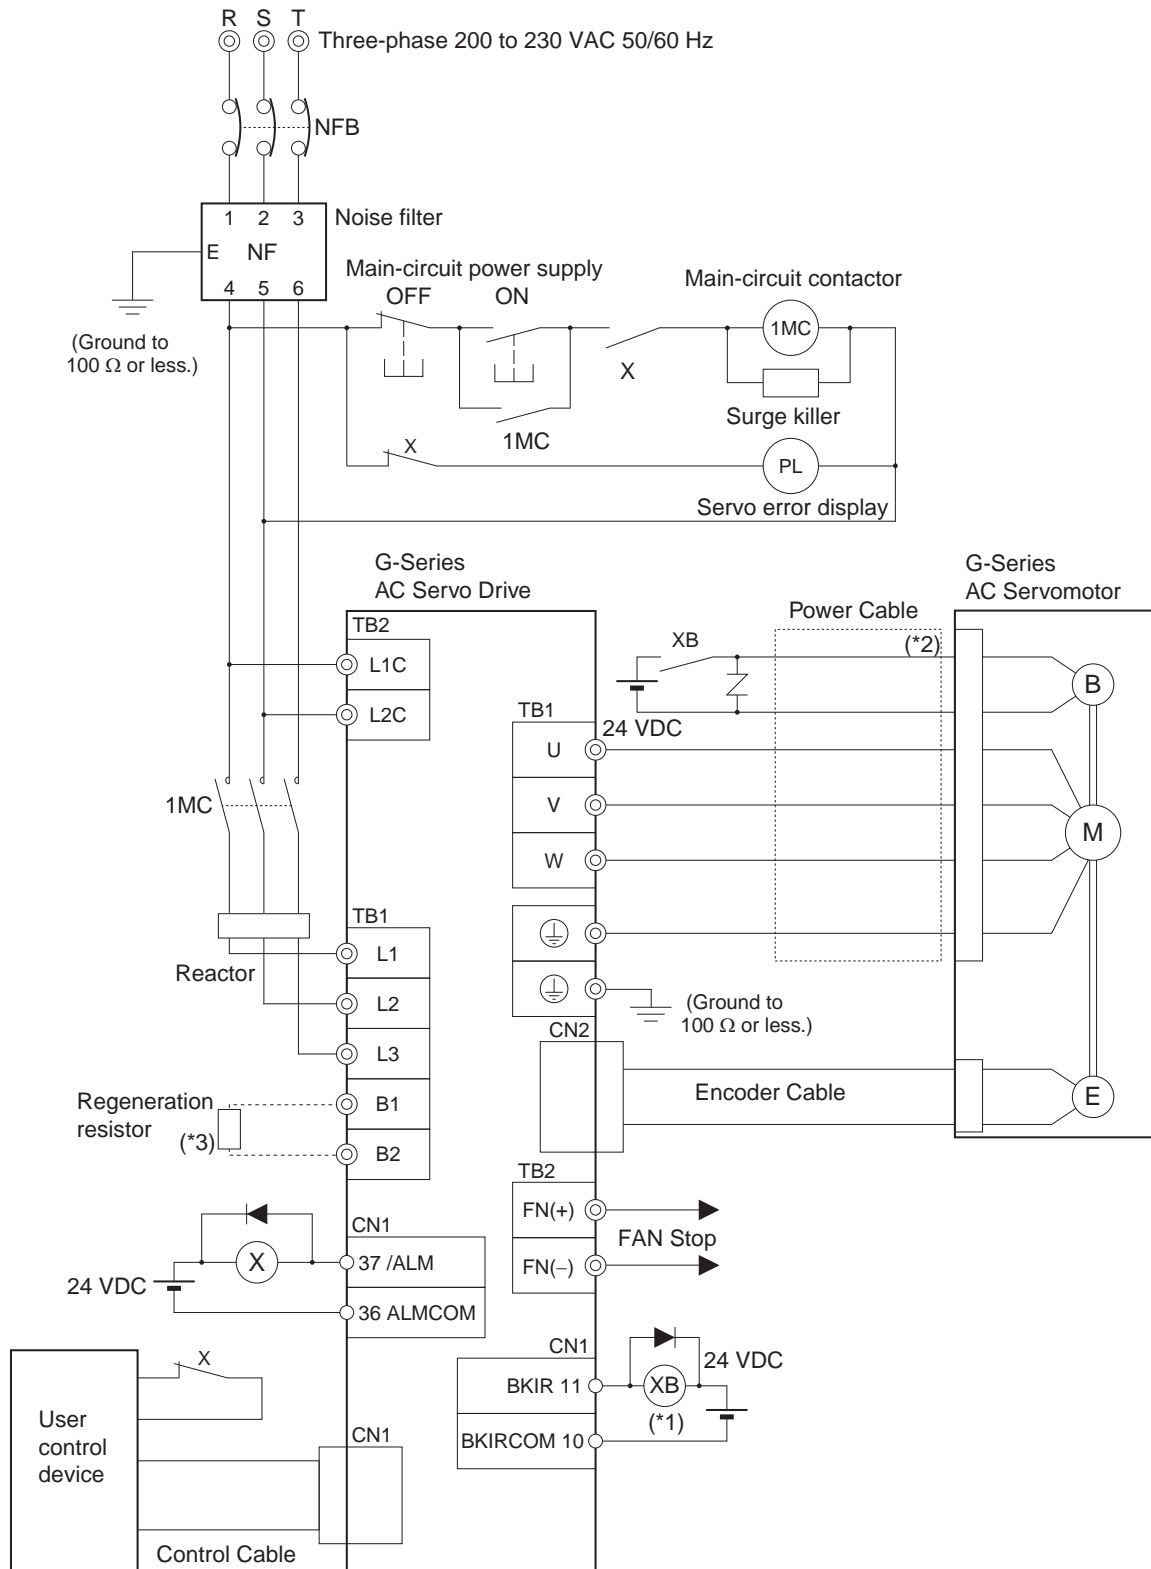 R S T
Three-phase 200 to 230 VAC 50/60 Hz
NFB
1 2 3
Noise filter
E NF
4 5 6
(Ground to
100 Ω or less.)
Main-circuit power supply
OFF ON
Main-circuit contactor
1MC
X
Surge killer
1MC
X
PL
Servo error display
G-Series
AC Servo Drive
G-Series
AC Servomotor
TB2
L1C
L2C
Power Cable
(*2)
XB
24 VDC
B
TB1
U
V
W
M
1MC
Reactor
TB1
L1
L2
L3
B1
B2
(Ground to
100 Ω or less.)
CN2
Encoder Cable
E
Regeneration
resistor
(*3)
TB2
FN(+)
FN(−)
FAN Stop
X
24 VDC
CN1
37 /ALM
36 ALMCOM
CN1
BKIR 11
BKIRCOM 10
XB
(*1)
24 VDC
X
User
control
device
CN1
Control Cable